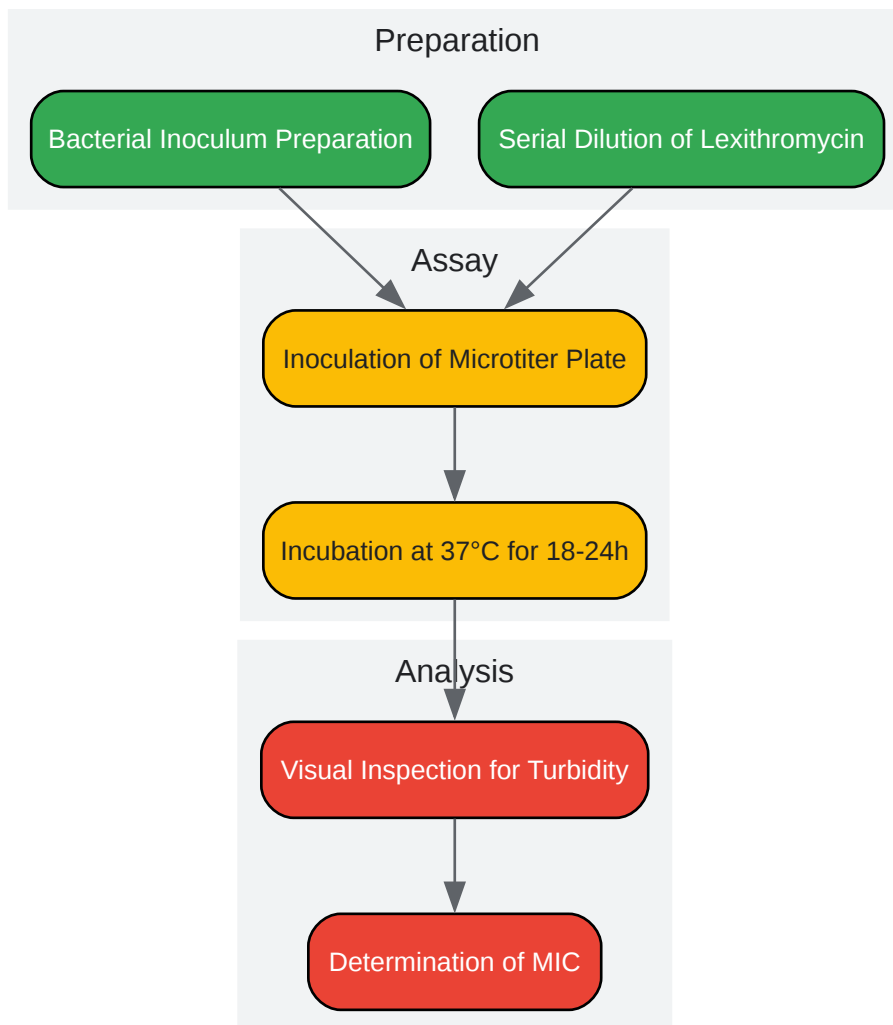 Preparation
Bacterial Inoculum Preparation
Serial Dilution of Lexithromycin
Assay
Inoculation of Microtiter Plate
Incubation at 37°C for 18-24h
Analysis
Visual Inspection for Turbidity
Determination of MIC